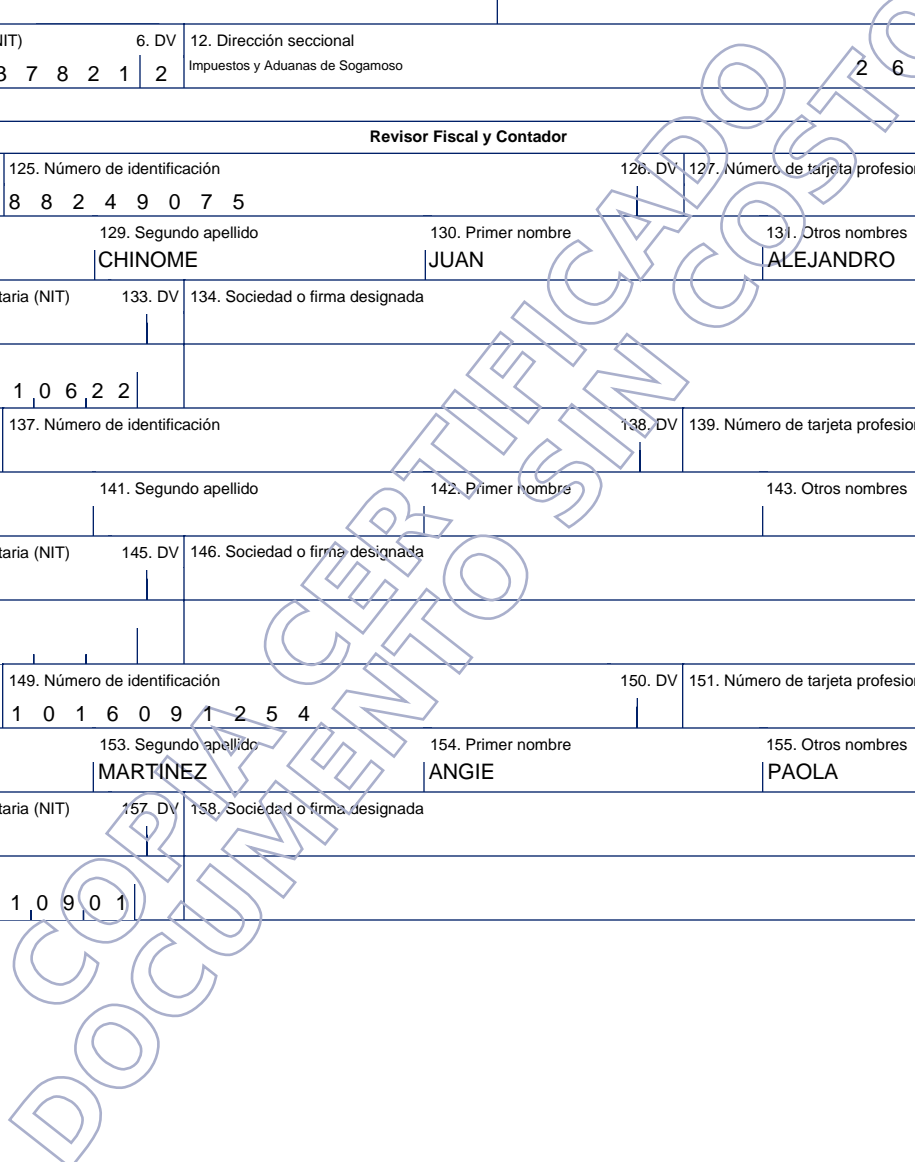 NIT) 6. DV 12. Dirección seccional
8 7 8 2 1 2 Impuestos y Aduanas de Sogamoso 2 6
Revisor Fiscal y Contador
125. Número de identificación 126. DV 127. Número de tarjeta profesion
8 8 2 4 9 0 7 5
129. Segundo apellido 130. Primer nombre 131. Otros nombres
CHINOME JUAN ALEJANDRO
taria (NIT) 133. DV 134. Sociedad o firma designada
1 0 6 2 2
137. Número de identificación 138. DV 139. Número de tarjeta profesion
141. Segundo apellido 142. Primer nombre 143. Otros nombres
taria (NIT) 145. DV 146. Sociedad o firma designada
149. Número de identificación 150. DV 151. Número de tarjeta profesion
1 0 1 6 0 9 1 2 5 4
153. Segundo apellido 154. Primer nombre 155. Otros nombres
MARTINEZ ANGIE PAOLA
taria (NIT) 157. DV 158. Sociedad o firma designada
1 0 9 0 1
COPIA CERTIFICADO
DOCUMENTO SIN COSTO